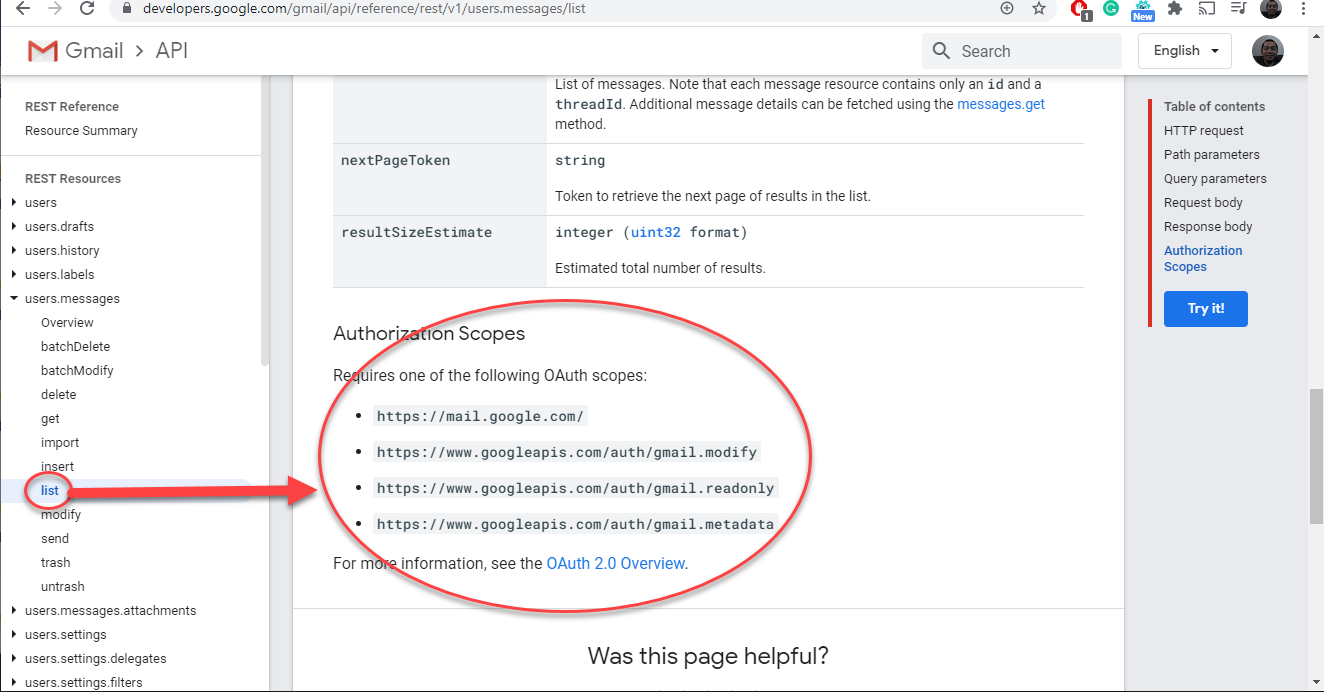 developers.google.com/gmail/api/reference/rest/v1/users.messages/list
1
New
Gmail > API
Search
English
REST Reference
Resource Summary
REST Resources
users
users.drafts
users.history
users.labels
users.messages
Overview
batchDelete
batchModify
delete
get
import
insert
list
modify
send
trash
untrash
users.messages.attachments
users.settings
users.settings.delegates
users.settings.filters
List of messages. Note that each message resource contains only an id and a
threadId. Additional message details can be fetched using the messages.get
method.
nextPageToken
string
Token to retrieve the next page of results in the list.
resultSizeEstimate
integer (uint32 format)
Estimated total number of results.
Authorization Scopes
Requires one of the following OAuth scopes:
• https://mail.google.com/
• https://www.googleapis.com/auth/gmail.modify
• https://www.googleapis.com/auth/gmail.readonly
• https://www.googleapis.com/auth/gmail.metadata
For more information, see the OAuth 2.0 Overview.
Was this page helpful?
Table of contents
HTTP request
Path parameters
Query parameters
Request body
Response body
Authorization
Scopes
Try it!